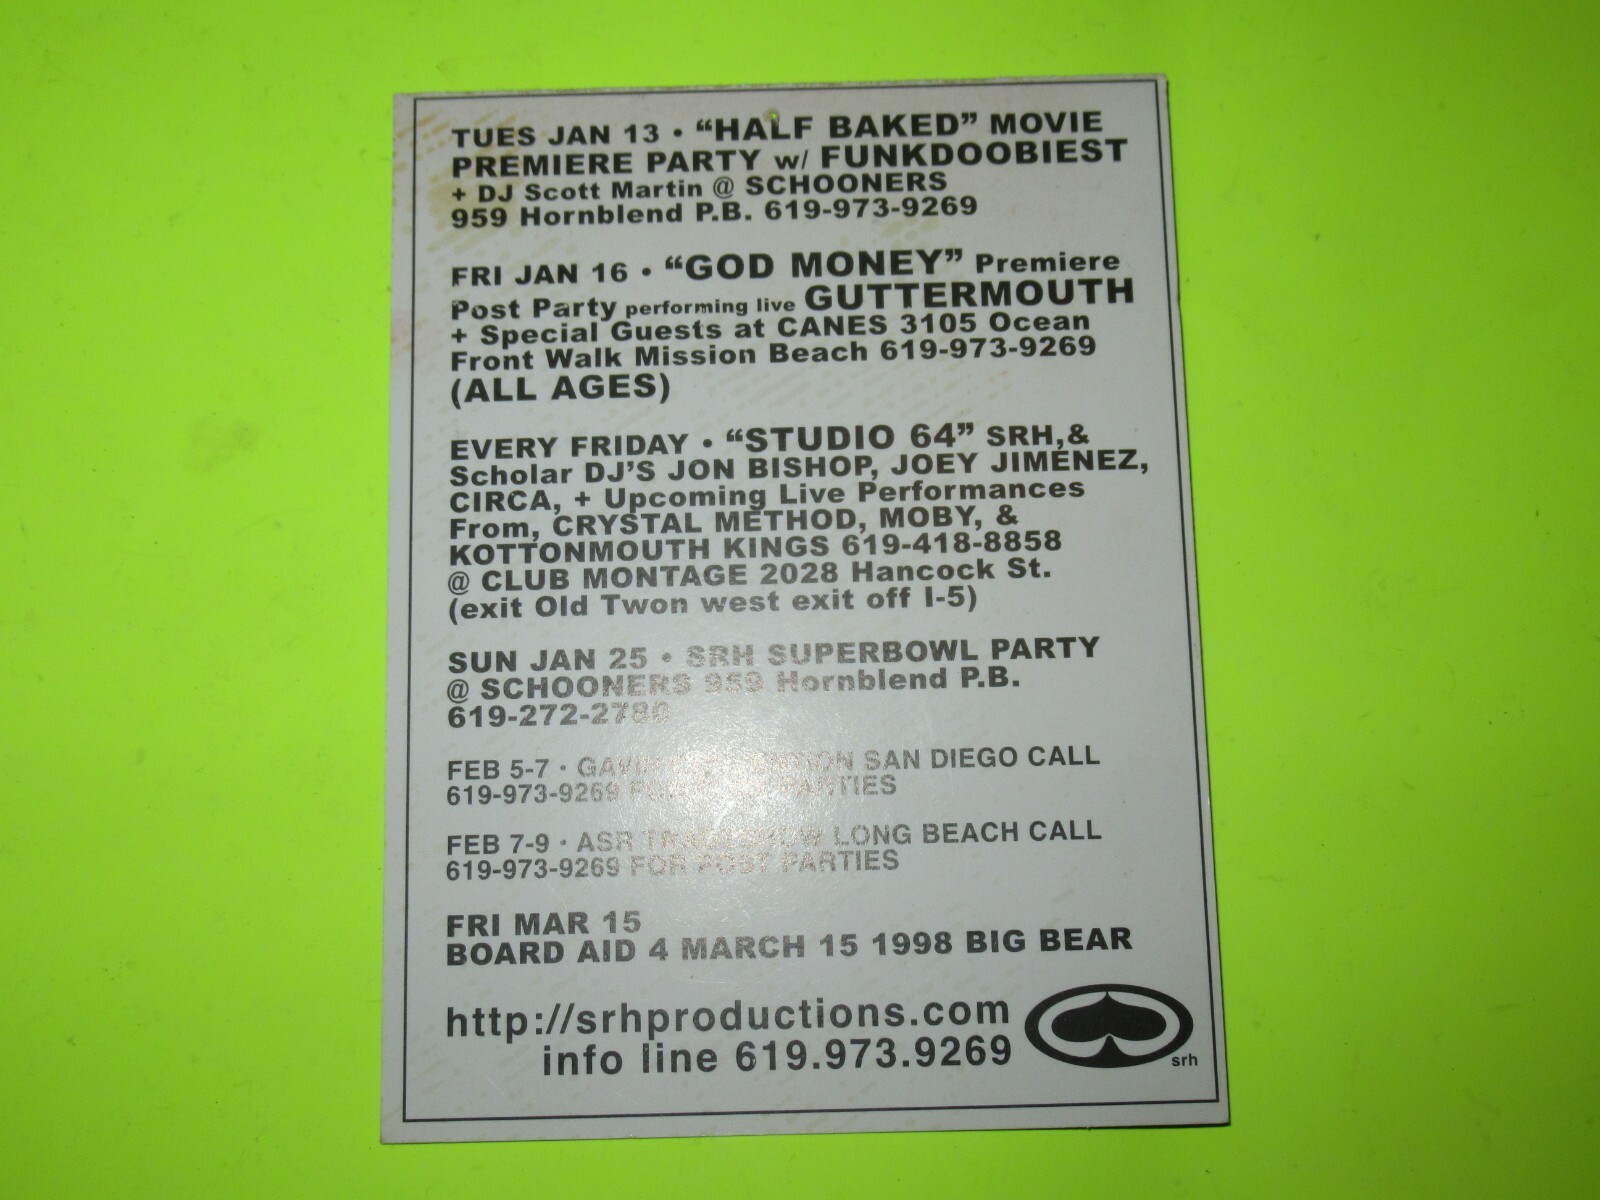 TUES JAN 13 • “HALF BAKED” MOVIE
PREMIERE PARTY w/ FUNKDOOBIEST
+ DJ Scott Martin @ SCHOONERS
959 Hornblend P.B. 619-973-9269
FRI JAN 16 • “GOD MONEY” Premiere
Post Party performing live GUTTERMOUTH
+ Special Guests at CANES 3105 Ocean
Front Walk Mission Beach 619-973-9269
(ALL AGES)
EVERY FRIDAY • “STUDIO 64” SRH,&
Scholar DJ’S JON BISHOP, JOEY JIMENEZ,
CIRCA, + Upcoming Live Performances
From, CRYSTAL METHOD, MOBY, &
KOTTONMOUTH KINGS 619-418-8858
@ CLUB MONTAGE 2028 Hancock St.
(exit Old Twon west exit off I-5)
SUN JAN 25 • SRH SUPERBOWL PARTY
@ SCHOONERS 959 Hornblend P.B.
619-272-2780
FEB 5-7 • SAN DIEGO CALL
619-973-9269 FOR PARTIES
FEB 7-9 • ASR TRADESHOW LONG BEACH CALL
619-973-9269 FOR POST PARTIES
FRI MAR 15
BOARD AID 4 MARCH 15 1998 BIG BEAR
http://srhproductions.com
info line 619.973.9269
srh